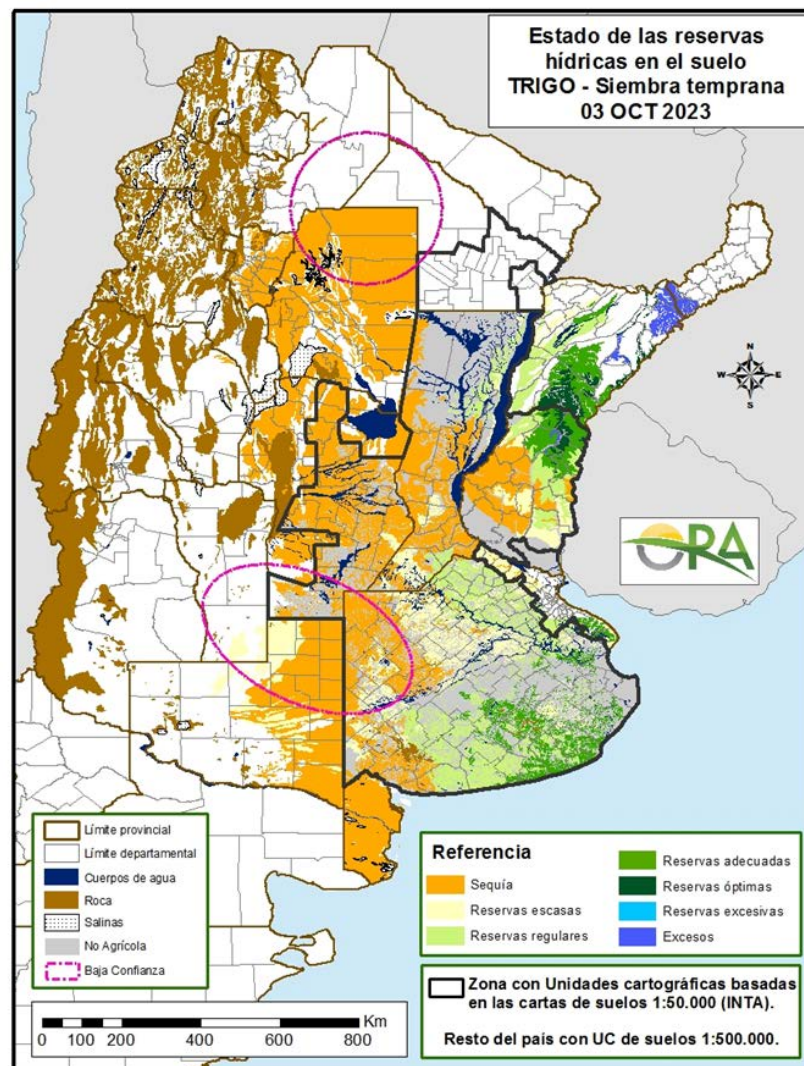 Estado de las reservas
hídricas en el suelo
TRIGO - Siembra temprana
03 OCT 2023
N
W
E
S
ORA
Límite provincial
Límite departamental
Cuerpos de agua
Roca
Salinas
No Agrícola
Baja Confianza
0 100 200 400 600 800 Km
Referencia
Sequía
Reservas escasas
Reservas regulares
Reservas adecuadas
Reservas óptimas
Reservas excesivas
Excesos
Zona con Unidades cartográficas basadas
en las cartas de suelos 1:50.000 (INTA).
Resto del país con UC de suelos 1:500.000.